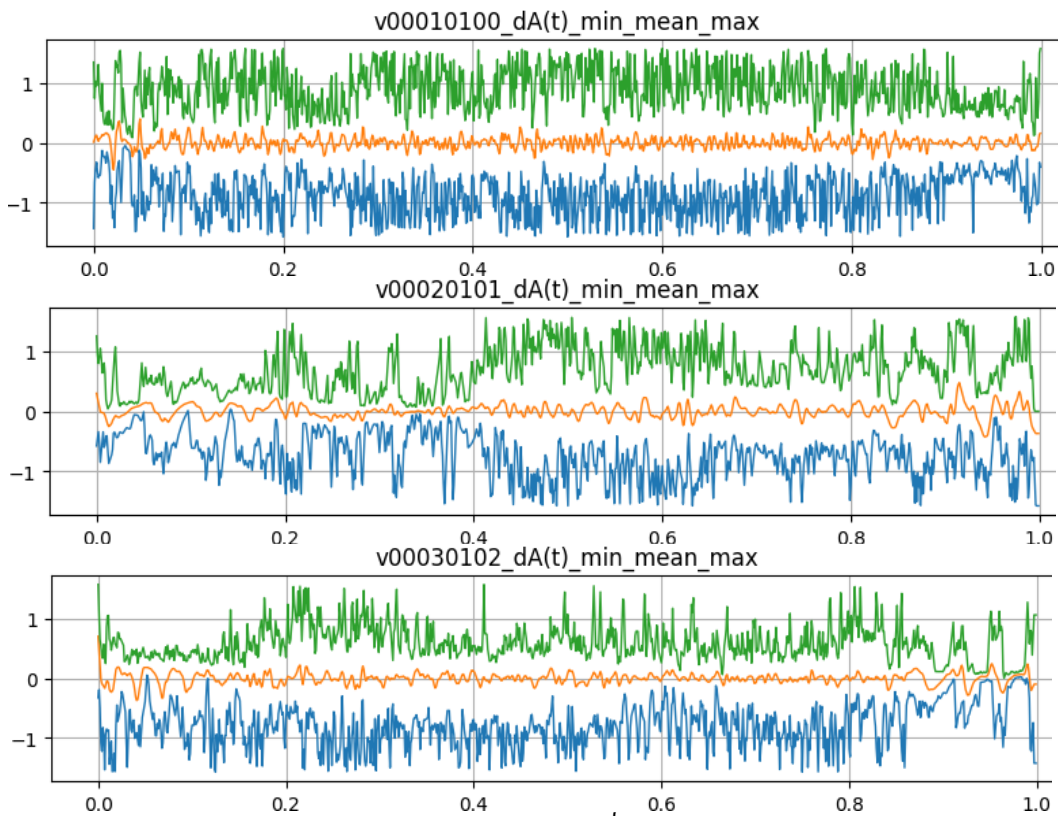 v00010100_dA(t)_min_mean_max
1
0
−1
0.0 0.2 0.4 0.6 0.8 1.0
v00020101_dA(t)_min_mean_max
1
0
−1
0.0 0.2 0.4 0.6 0.8 1.0
v00030102_dA(t)_min_mean_max
1
0
−1
0.0 0.2 0.4 0.6 0.8 1.0